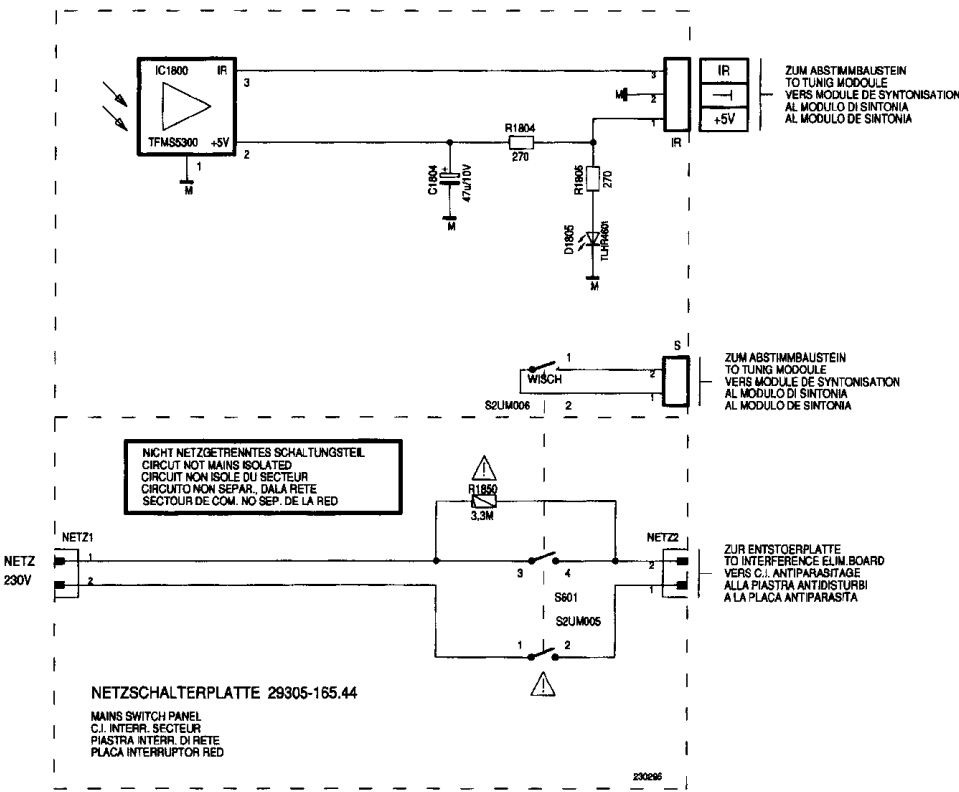 IC1800
IR
3
TFMS5300
+5V
2
1
M
C1804
+
47u/10V
M
R1804
270
R1805
270
D1805
TLHR4601
M
3
M
2
1
IR
IR
+5V
ZUM ABSTIMMBAUSTEIN
TO TUNIG MODOULE
VERS MODULE DE SYNTONISATION
AL MODULO DI SINTONIA
AL MODULO DE SINTONIA
S
1
2
WISCH
1
S2UM006
2
ZUM ABSTIMMBAUSTEIN
TO TUNIG MODOULE
VERS MODULE DE SYNTONISATION
AL MODULO DI SINTONIA
AL MODULO DE SINTONIA
NICHT NETZGETRENNTES SCHALTUNGSTEIL
CIRCUT NOT MAINS ISOLATED
CIRCUIT NON ISOLE DU SECTEUR
CIRCUITO NON SEPAR., DALA RETE
SECTOUR DE COM. NO SEP. DE LA RED
!
R1850
3,3M
NETZ1
NETZ
230V
1
2
3
4
S601
S2UM005
1
2
!
NETZ2
2
1
ZUR ENTSTOERPLATTE
TO INTERFERENCE ELIM.BOARD
VERS C.I. ANTIPARASITAGE
ALLA PIASTRA ANTIDISTURBI
A LA PLACA ANTIPARASITA
NETZSCHALTERPLATTE 29305-165.44
MAINS SWITCH PANEL
C.I. INTERR. SECTEUR
PIASTRA INTERR. DI RETE
PLACA INTERRUPTOR RED
230296